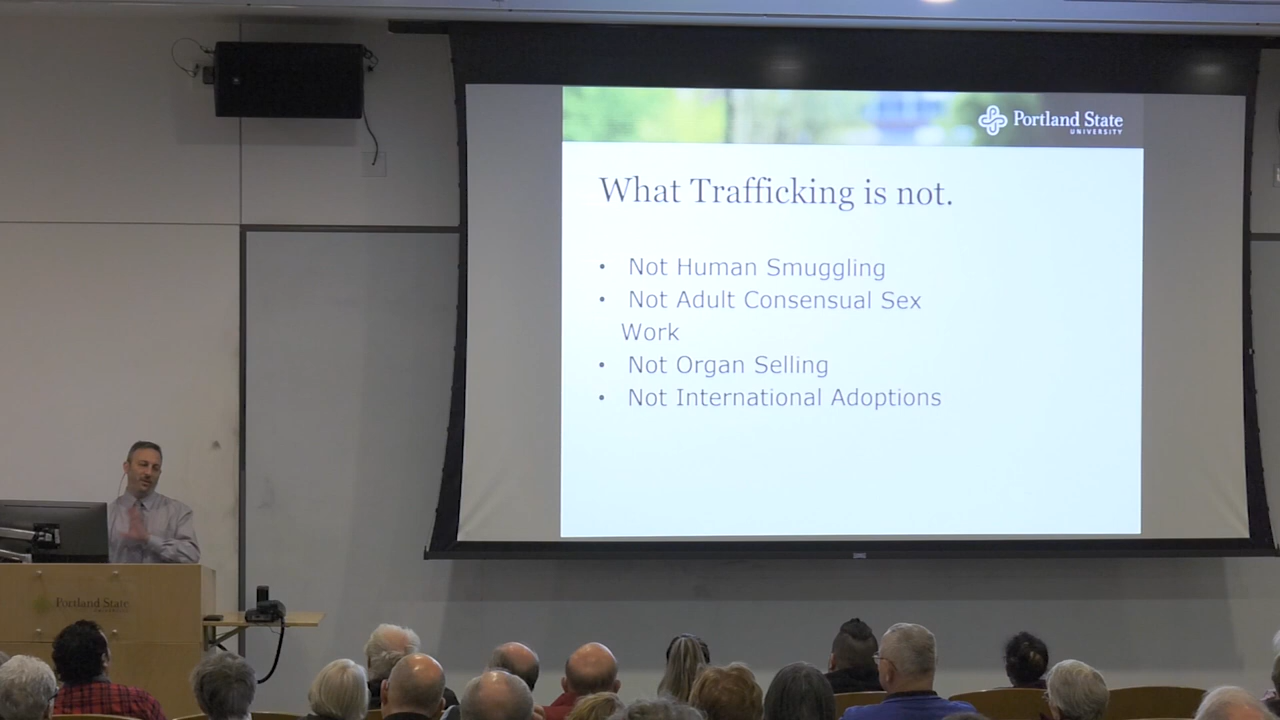 Portland State
UNIVERSITY
What Trafficking is not.
• Not Human Smuggling
• Not Adult Consensual Sex
Work
• Not Organ Selling
• Not International Adoptions
Portland State
UNIVERSITY